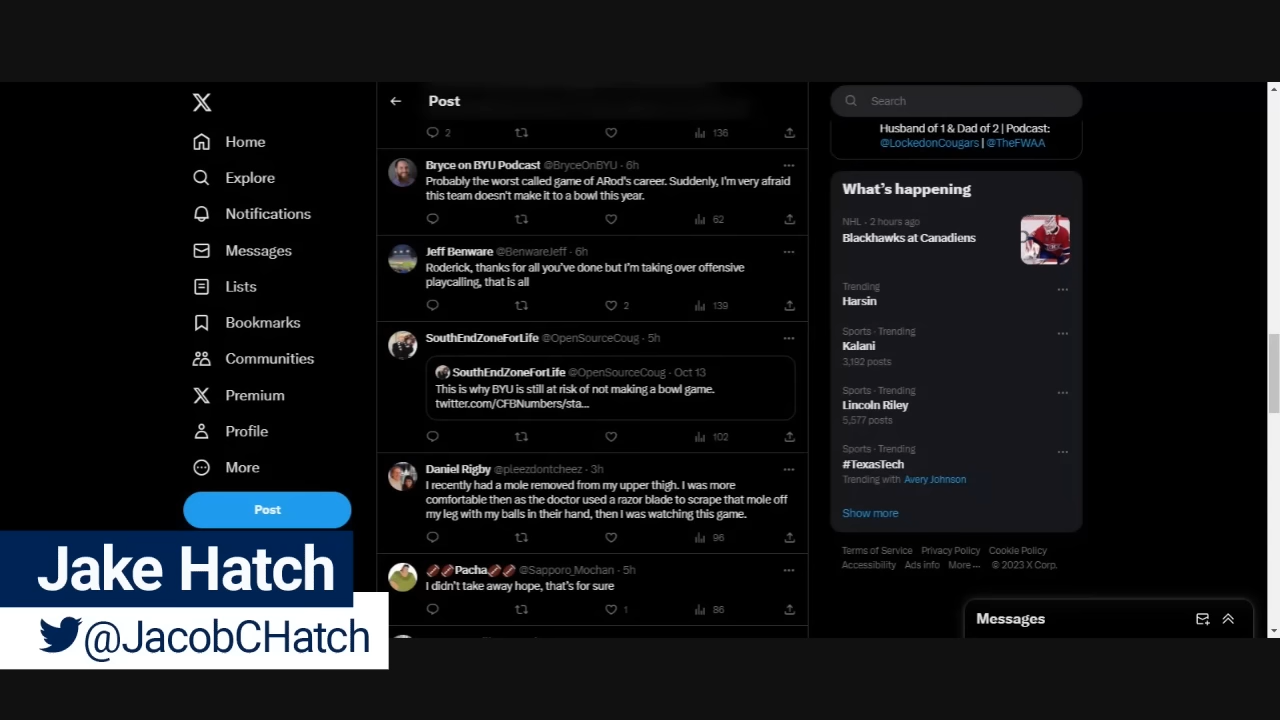 Home
Explore
Notifications
Messages
Lists
Bookmarks
Communities
Premium
Profile
More
Post
Jake Hatch
@JacobCHatch
Post
2
136
Bryce on BYU Podcast @BryceOnBYU · 6h
Probably the worst called game of ARod's career. Suddenly, I'm very afraid
this team doesn't make it to a bowl this year.
62
Jeff Benware @BenwareJeff · 6h
Roderick, thanks for all you've done but I'm taking over offensive
playcalling, that is all
2
139
SouthEndZoneForLife @OpenSourceCoug · 5h
SouthEndZoneForLife @OpenSourceCoug · Oct 13
This is why BYU is still at risk of not making a bowl game.
twitter.com/CFBNumbers/sta...
102
Daniel Rigby @pleezdontcheez · 3h
I recently had a mole removed from my upper thigh. I was more
comfortable then as the doctor used a razor blade to scrape that mole off
my leg with my balls in their hand, then I was watching this game.
96
Pacha @Sapporo_Mochan · 5h
I didn't take away hope, that's for sure
1
86
Search
Husband of 1 & Dad of 2 | Podcast:
@LockedonCougars | @TheFWAA
What's happening
NHL · 2 hours ago
Blackhawks at Canadiens
Trending
Harsin
Sports · Trending
Kalani
3,192 posts
Sports · Trending
Lincoln Riley
5,577 posts
Sports · Trending
#TexasTech
Trending with Avery Johnson
Show more
Terms of Service Privacy Policy Cookie Policy
Accessibility Ads info More ... © 2023 X Corp.
Messages